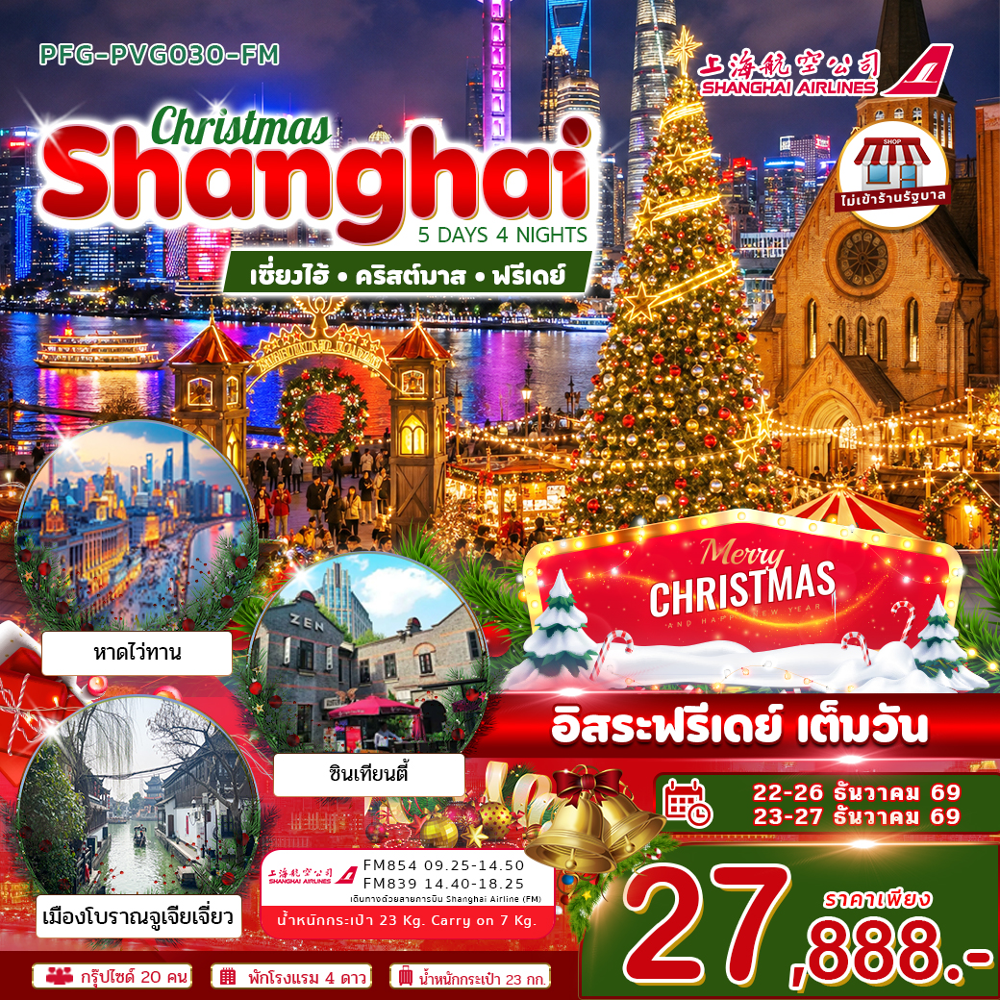 PFG-PVG030-FM
上海航空公司
SHANGHAI AIRLINES
Christmas
Shanghai
5 DAYS 4 NIGHTS
เซี่ยงไฮ้ • คริสต์มาส • ฟรีเดย์
SHOP
ไม่เข้าร้านรัฐบาล
หาดไว่ทาน
ZEN
ซินเทียนตี้
เมืองโบราณจูเจียเจี่ยว
Merry
CHRISTMAS
AND HAPPY NEW YEAR
อิสระฟรีเดย์ เต็มวัน
22-26 ธันวาคม 69
23-27 ธันวาคม 69
上海航空公司
SHANGHAI AIRLINES
FM854 09.25-14.50
FM839 14.40-18.25
เดินทางด้วยสายการบิน Shanghai Airline (FM)
น้ำหนักกระเป๋า 23 Kg. Carry on 7 Kg.
ราคาเพียง
27,888.-
กรุ๊ปไซด์ 20 คน
พักโรงแรม 4 ดาว
น้ำหนักกระเป๋า 23 กก.